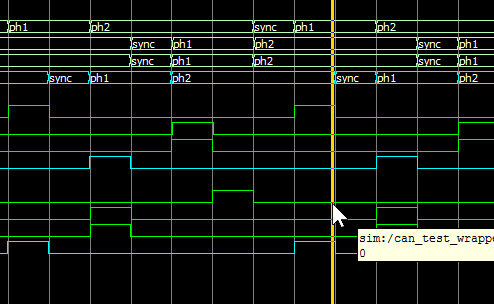 ph1 ph2 sync ph1 ph2
sync ph1 ph2 sync ph1
sync ph1 ph2 sync ph1
sync ph1 ph2 sync ph1 ph2
sim:/can_test_wrappe
0